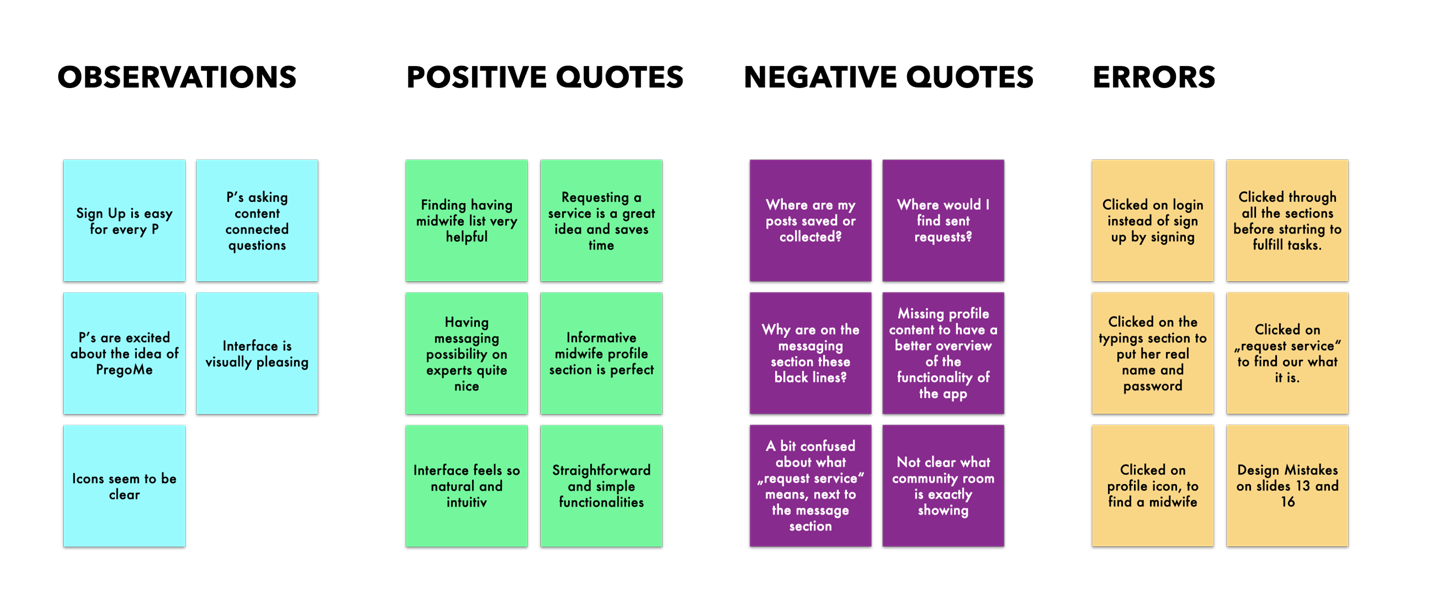 OBSERVATIONS
Sign Up is easy
for every P
P’s asking
content
connected
questions
P’s are excited
about the idea of
PregoMe
Interface is
visually pleasing
Icons seem to be
clear
POSITIVE QUOTES
Finding having
midwife list very
helpful
Requesting a
service is a great
idea and saves
time
Having
messaging
possibility on
experts quite
nice
Informative
midwife profile
section is perfect
Interface feels so
natural and
intuitiv
Straightforward
and simple
functionalities
NEGATIVE QUOTES
Where are my
posts saved or
collected?
Where would I
find sent
requests?
Why are on the
messaging
section these
black lines?
Missing profile
content to have a
better overview
of the
functionality of
the app
A bit confused
about what
„request service“
means, next to
the message
section
Not clear what
community room
is exactly
showing
ERRORS
Clicked on login
instead of sign
up by signing
Clicked through
all the sections
before starting to
fulfill tasks.
Clicked on the
typings section to
put her real
name and
password
Clicked on
„request service“
to find our what
it is.
Clicked on
profile icon, to
find a midwife
Design Mistakes
on slides 13 and
16